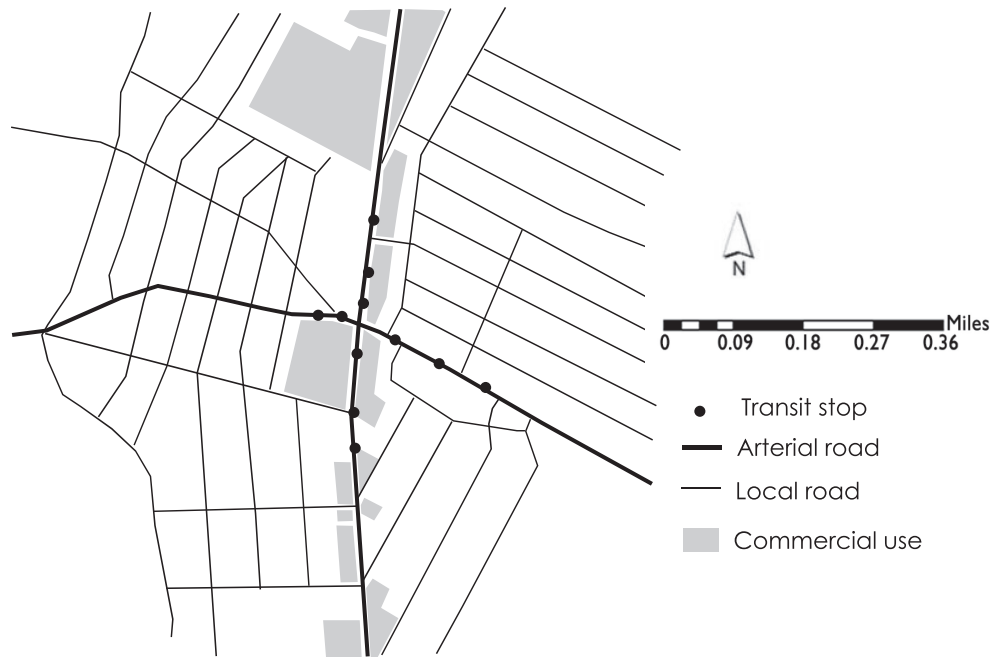 N
Miles
0 0.09 0.18 0.27 0.36
Transit stop
Arterial road
Local road
Commercial use